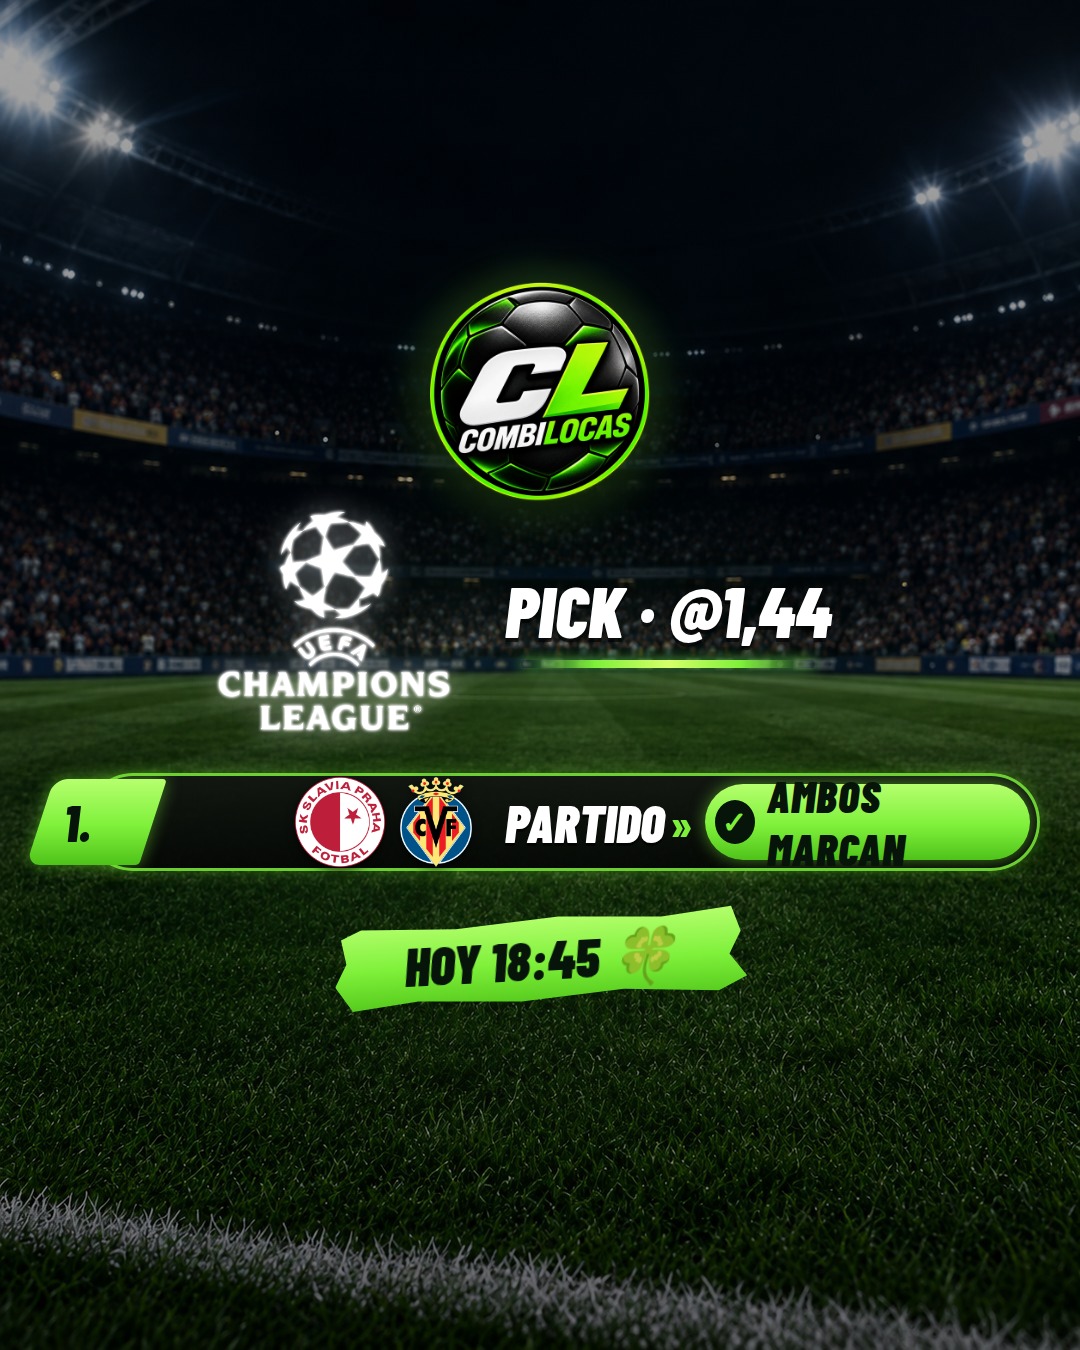 CL
COMBILOCAS
UEFA
CHAMPIONS
LEAGUE®
PICK · @1,44
1.
SK SLAVIA PRAHA
FOTBAL
CVF
PARTIDO »
✓ AMBOS
MARCAN
HOY 18:45 🍀